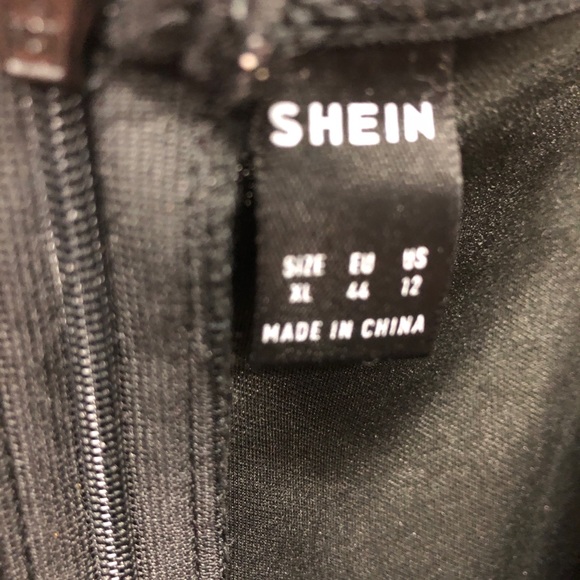 SHEIN
SIZE EU US
XL 44 12
MADE IN CHINA